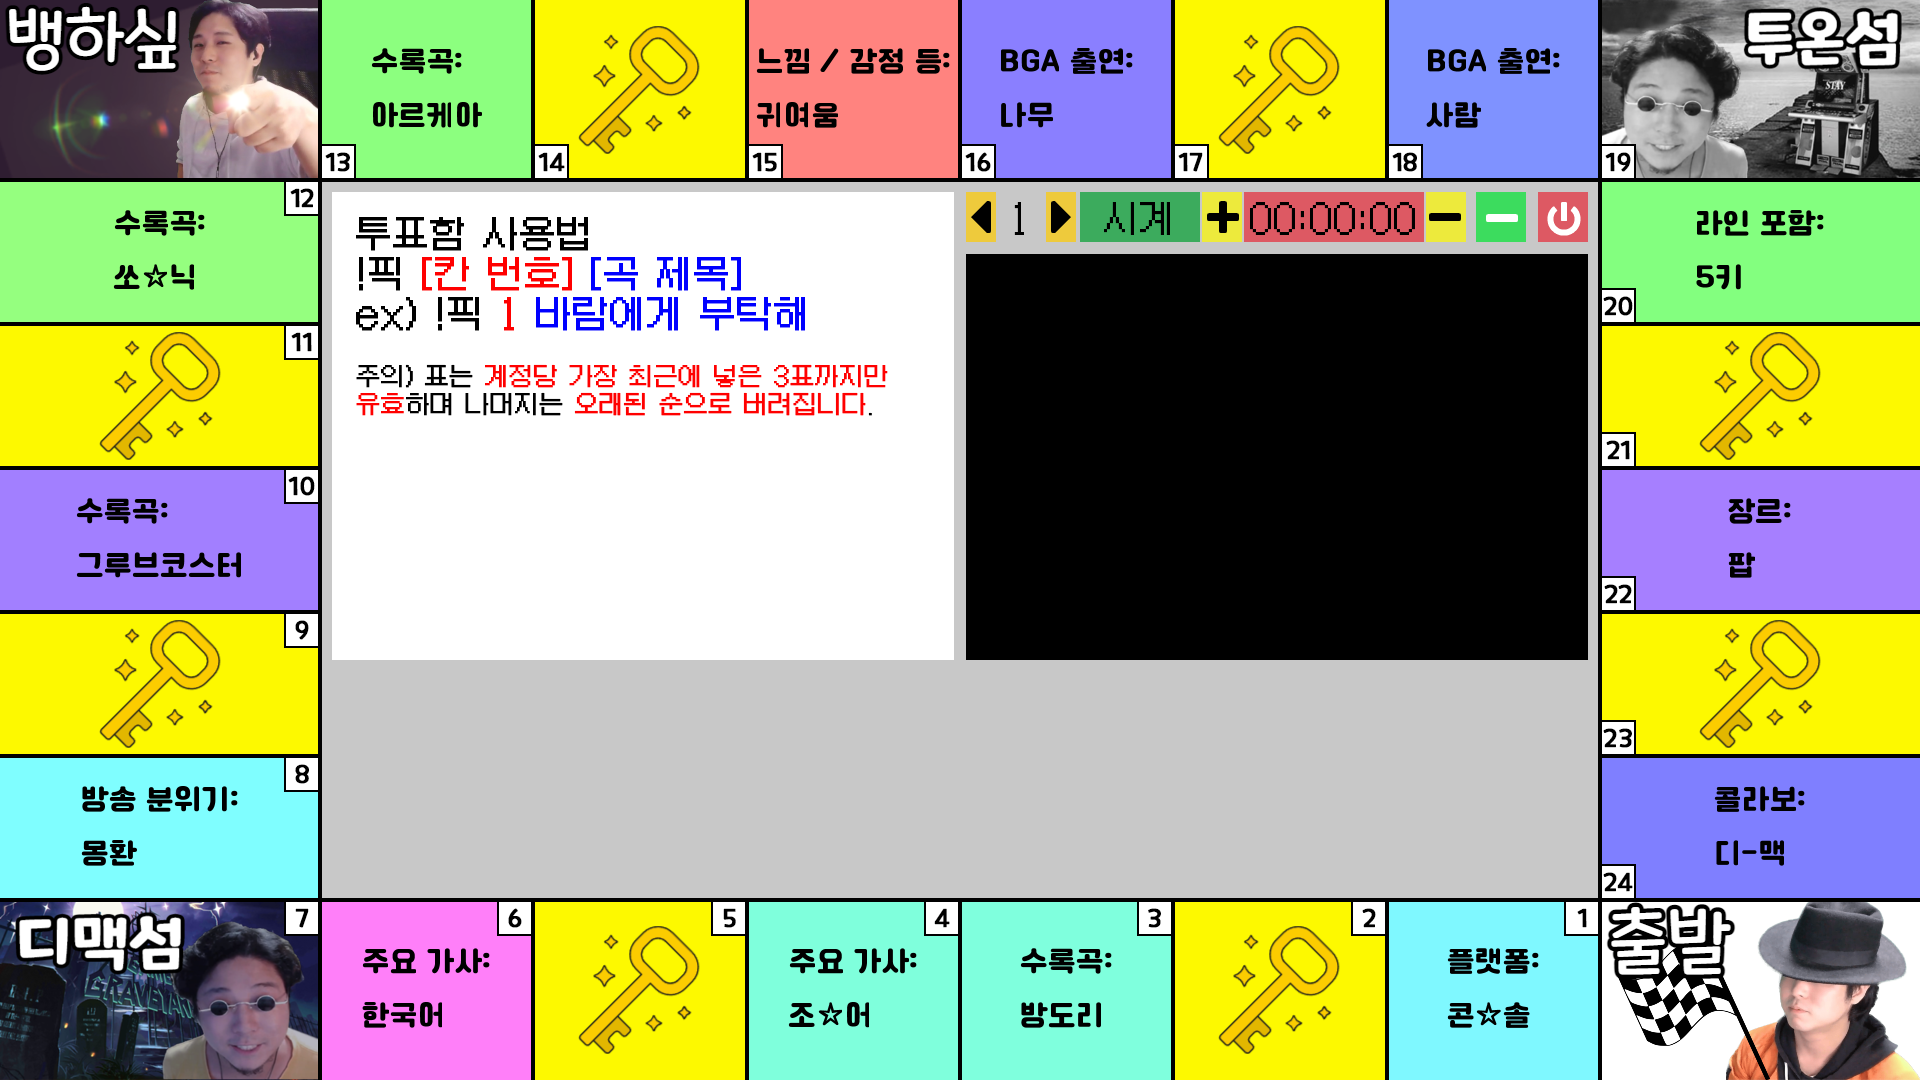 뱅하싶
수록곡:
아르케아
13
14
느낌 / 감정 등:
귀여움
15
BGA 출연:
나무
16
17
BGA 출연:
사람
18
투온섬
STAY
19
12
수록곡:
쏘☆닉
11
10
수록곡:
그루브코스터
9
8
방송 분위기:
몽환
투표함 사용법
!픽 [칸 번호] [곡 제목]
ex) !픽 1 바람에게 부탁해
주의) 표는 계정당 가장 최근에 넣은 3표까지만
유효하며 나머지는 오래된 순으로 버려집니다.
1
시계
00:00:00
라인 포함:
5키
20
21
장르:
팝
22
23
콜라보:
디-맥
24
디맥섬
GRAVEYARD
7
6
주요 가사:
한국어
5
4
주요 가사:
조☆어
3
수록곡:
방도리
2
1
플랫폼:
콘☆솔
출발